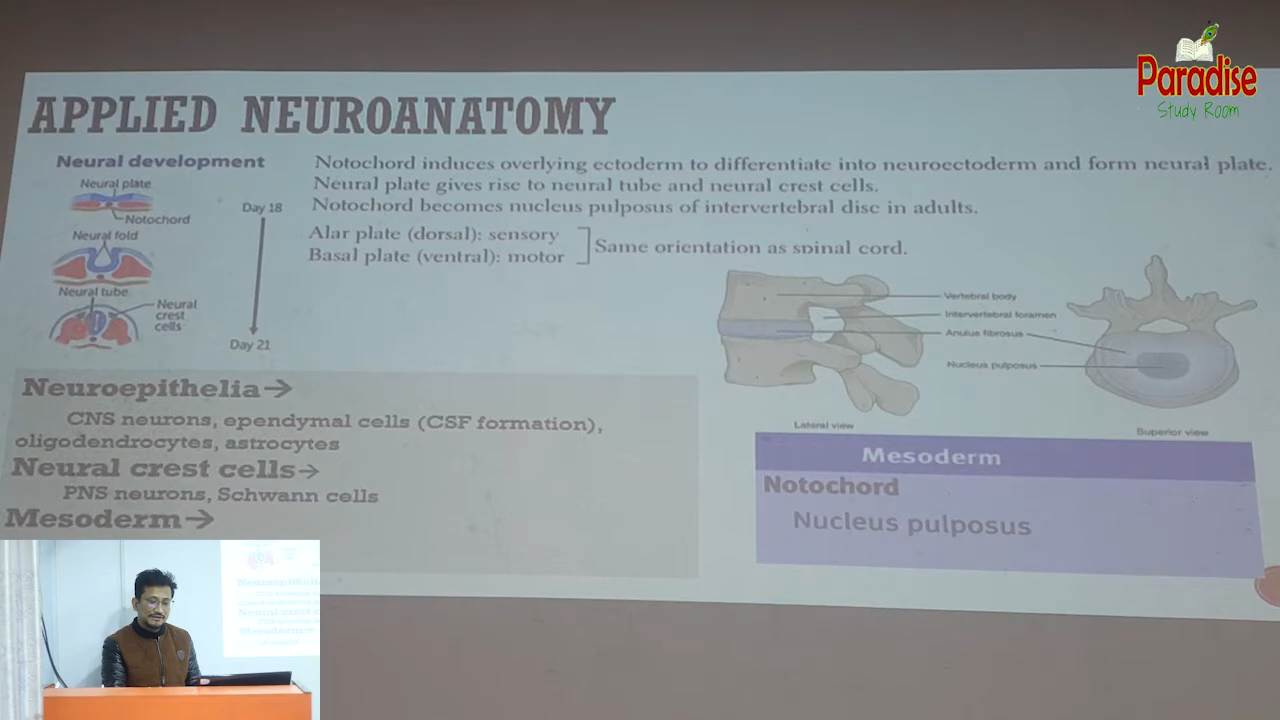 Paradise
Study Room
APPLIED NEUROANATOMY
Neural development
Neural plate
Notochord
Neural fold
Neural tube
Neural
crest
cells
Day 18
Day 21
Notochord induces overlying ectoderm to differentiate into neuroectoderm and form neural plate.
Neural plate gives rise to neural tube and neural crest cells.
Notochord becomes nucleus pulposus of intervertebral disc in adults.
Alar plate (dorsal): sensory
Basal plate (ventral): motor
Same orientation as spinal cord.
Vertebral body
Intervertebral foramen
Anulus fibrosus
Nucleus pulposus
Lateral view
Superior view
Neuroepithelia→
CNS neurons, ependymal cells (CSF formation),
oligodendrocytes, astrocytes
Neural crest cells→
PNS neurons, Schwann cells
Mesoderm→
Mesoderm
Notochord
Nucleus pulposus